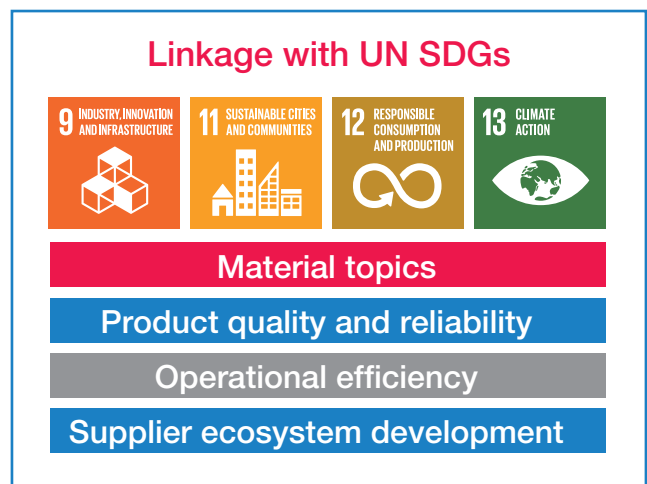 Linkage with UN SDGs
9 INDUSTRY, INNOVATION
AND INFRASTRUCTURE
11 SUSTAINABLE CITIES
AND COMMUNITIES
12 RESPONSIBLE
CONSUMPTION
AND PRODUCTION
13 CLIMATE
ACTION
Material topics
Product quality and reliability
Operational efficiency
Supplier ecosystem development